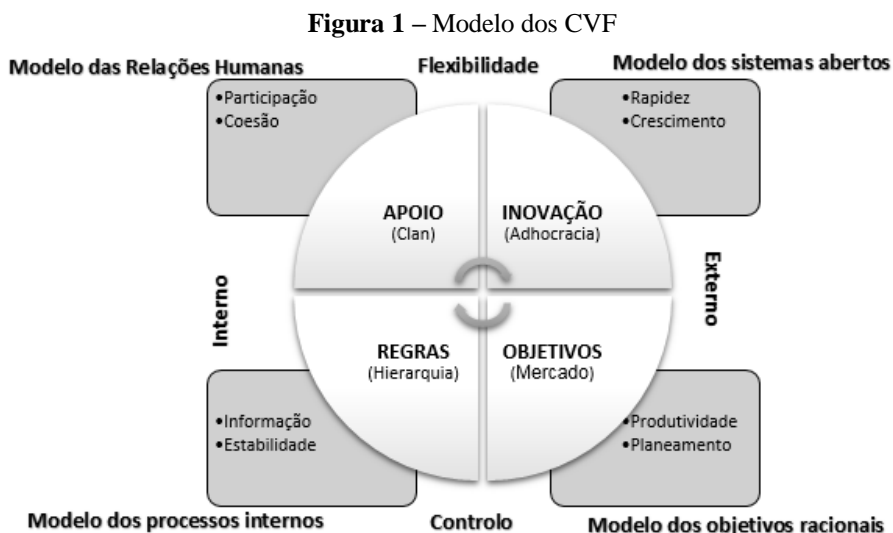 Figura 1 – Modelo dos CVF
Modelo das Relações Humanas
Flexibilidade
Modelo dos sistemas abertos
•Participação
•Coesão
•Rapidez
•Crescimento
APOIO
(Clan)
INOVAÇÃO
(Adhocracia)
Interno
Externo
REGRAS
(Hierarquia)
OBJETIVOS
(Mercado)
•Informação
•Estabilidade
•Produtividade
•Planeamento
Modelo dos processos internos
Controlo
Modelo dos objetivos racionais